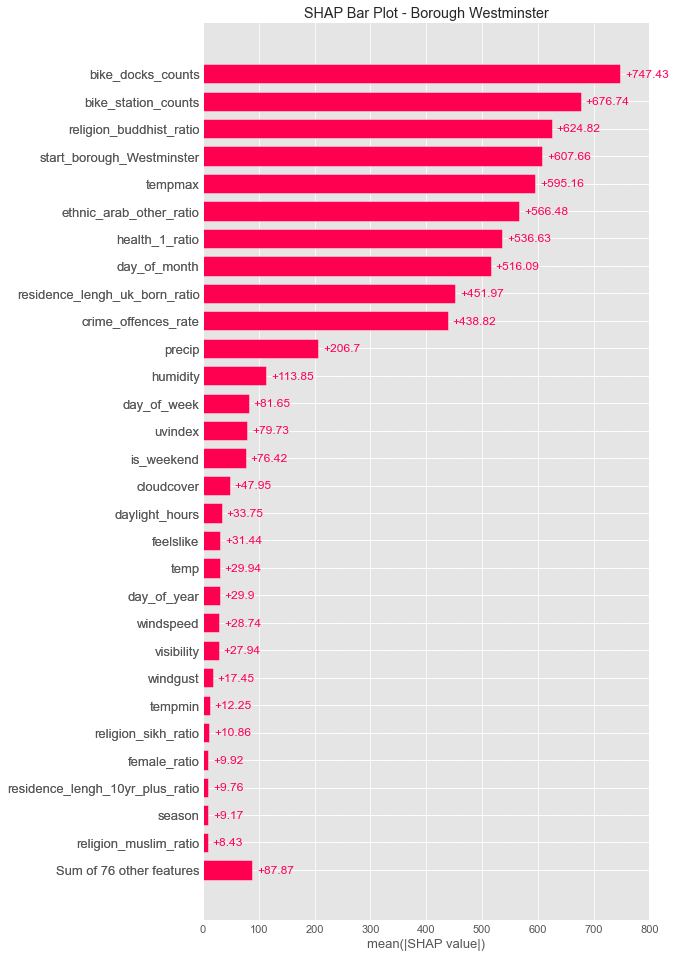 SHAP Bar Plot - Borough Westminster
bike_docks_counts +747.43
bike_station_counts +676.74
religion_buddhist_ratio +624.82
start_borough_Westminster +607.66
tempmax +595.16
ethnic_arab_other_ratio +566.48
health_1_ratio +536.63
day_of_month +516.09
residence_lengh_uk_born_ratio +451.97
crime_offences_rate +438.82
precip +206.7
humidity +113.85
day_of_week +81.65
uvindex +79.73
is_weekend +76.42
cloudcover +47.95
daylight_hours +33.75
feelslike +31.44
temp +29.94
day_of_year +29.9
windspeed +28.74
visibility +27.94
windgust +17.45
tempmin +12.25
religion_sikh_ratio +10.86
female_ratio +9.92
residence_lengh_10yr_plus_ratio +9.76
season +9.17
religion_muslim_ratio +8.43
Sum of 76 other features +87.87
0 100 200 300 400 500 600 700 800
mean(|SHAP value|)